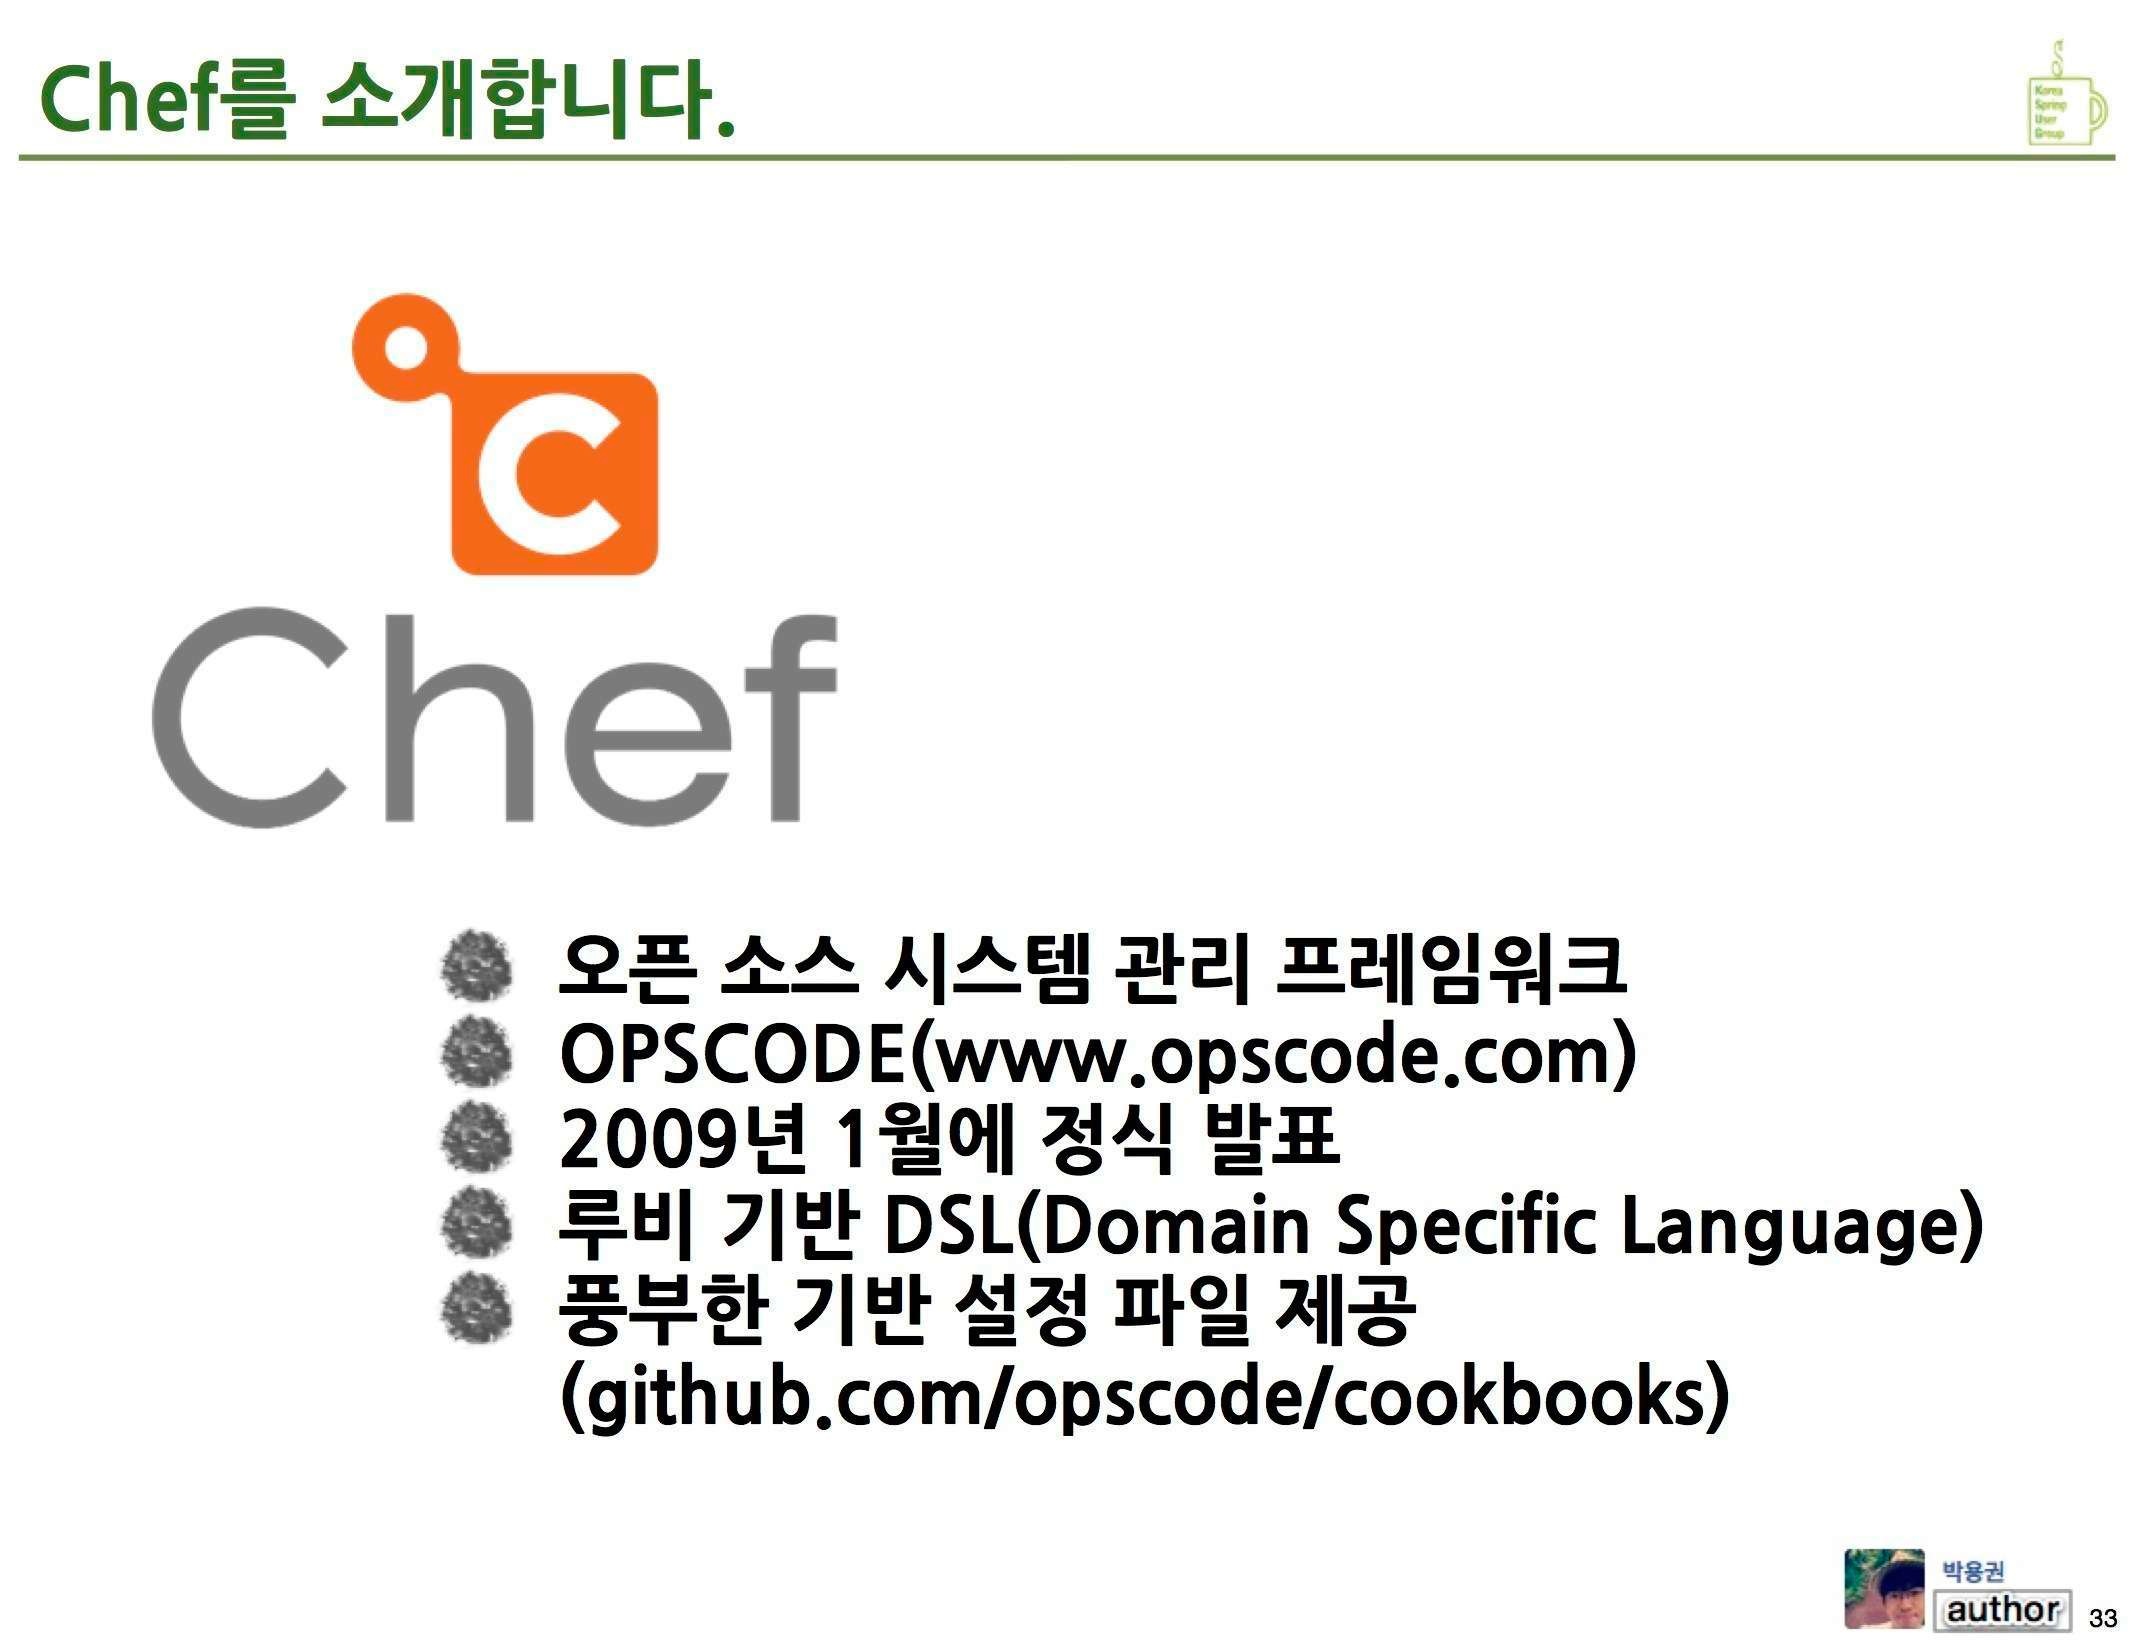 Chef를 소개합니다.
Korea
Spring
User
Group
C
Chef
오픈 소스 시스템 관리 프레임워크
OPSCODE(www.opscode.com)
2009년 1월에 정식 발표
루비 기반 DSL(Domain Specific Language)
풍부한 기반 설정 파일 제공
(github.com/opscode/cookbooks)
박용권
author
33